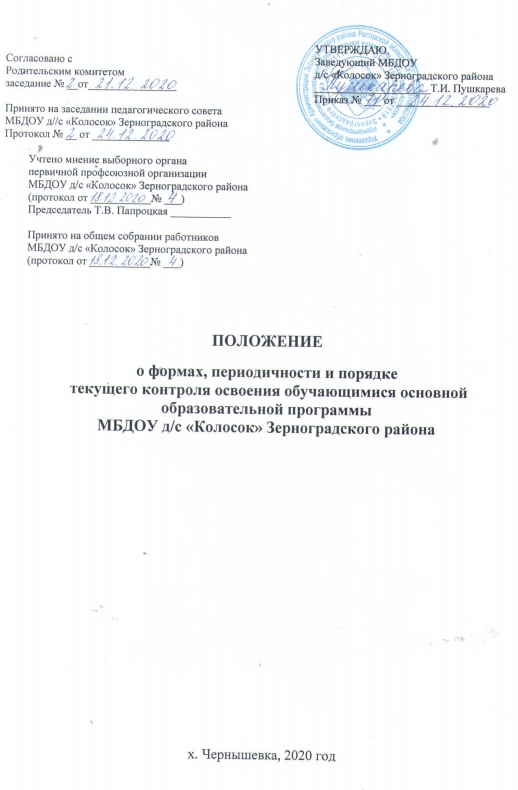 Согласовано с
Родительским комитетом
заседание № 2 от 21.12 2020
Принято на заседании педагогического совета
МБДОУ д/с «Колосок» Зерноградского района
Протокол № 2 от 24.12.2020
Учтено мнение выборного органа
первичной профсоюзной организации
МБДОУ д/с «Колосок» Зерноградского района
(протокол от 18.12.2020 № 4 )
Председатель Т.В. Папроцкая ___________
Принято на общем собрании работников
МБДОУ д/с «Колосок» Зерноградского района
(протокол от 18.12.2020 № 4 )
УТВЕРЖДАЮ.
Заведующий МБДОУ
д/с «Колосок» Зерноградского района
Пушкарева Т.И. Пушкарева
Приказ № от 24.12.2020
ПОЛОЖЕНИЕ
о формах, периодичности и порядке
текущего контроля освоения обучающимися основной
образовательной программы
МБДОУ д/с «Колосок» Зерноградского района
х. Чернышевка, 2020 год